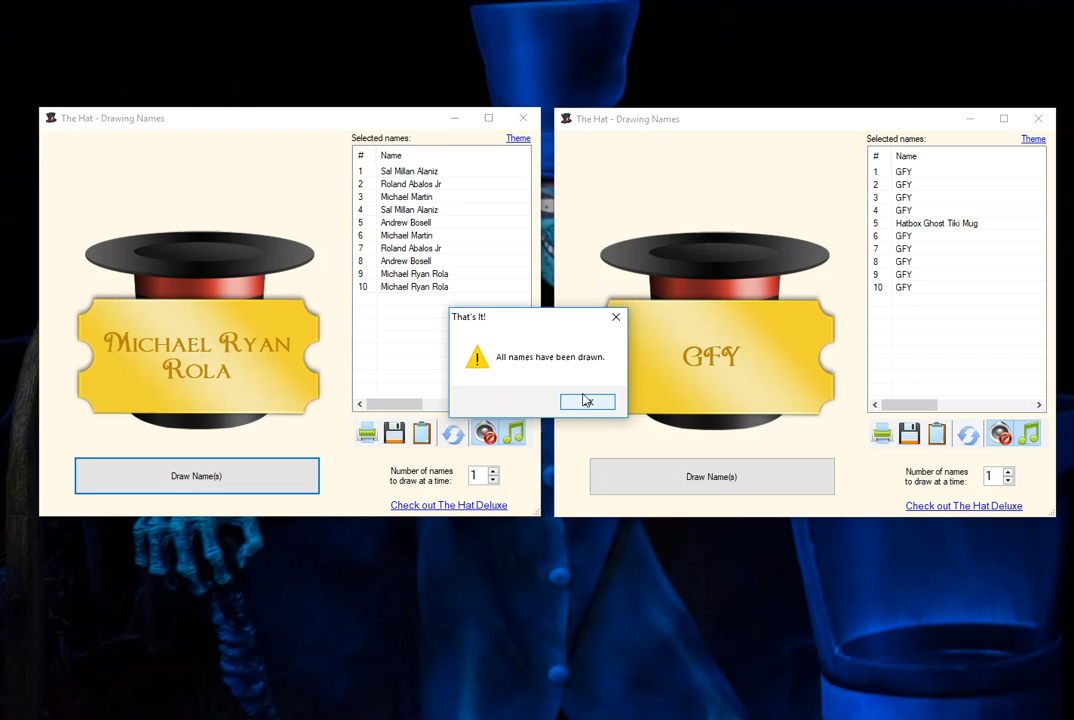 The Hat - Drawing Names
Selected names:
Theme
# Name
1 Sal Millan Alaniz
2 Roland Abalos Jr
3 Michael Martin
4 Sal Millan Alaniz
5 Andrew Bosell
6 Michael Martin
7 Roland Abalos Jr
8 Andrew Bosell
9 Michael Ryan Rola
10 Michael Ryan Rola
Michael Ryan
Rola
Draw Name(s)
Number of names
to draw at a time:
1
Check out The Hat Deluxe
That's It!
All names have been drawn.
The Hat - Drawing Names
Selected names:
Theme
# Name
1 GFY
2 GFY
3 GFY
4 GFY
5 Hatbox Ghost Tiki Mug
6 GFY
7 GFY
8 GFY
9 GFY
10 GFY
GFY
Draw Name(s)
Number of names
to draw at a time:
1
Check out The Hat Deluxe